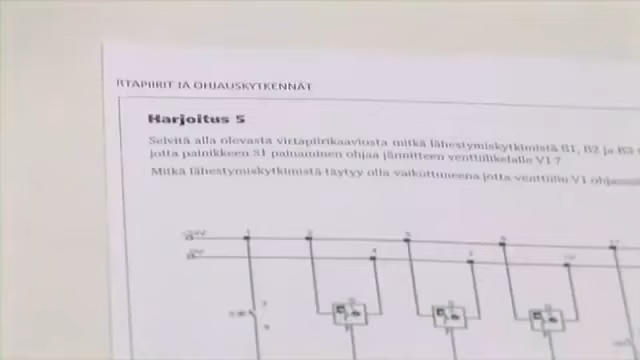 RTAPIIRIT JA OHJAUSKYTKENNÄT
Harjoitus 5
Selvitä alla olevasta virtapiirikaaviosta mitkä lähestymiskytkimistä B1, B2 ja B3
jotta painikkeen S1 painaminen ohjaa jännitteen venttiilikelalle V1 ?
Mitkä lähestymiskytkimistä täytyy olla vaikuttuneena jotta venttiilin V1